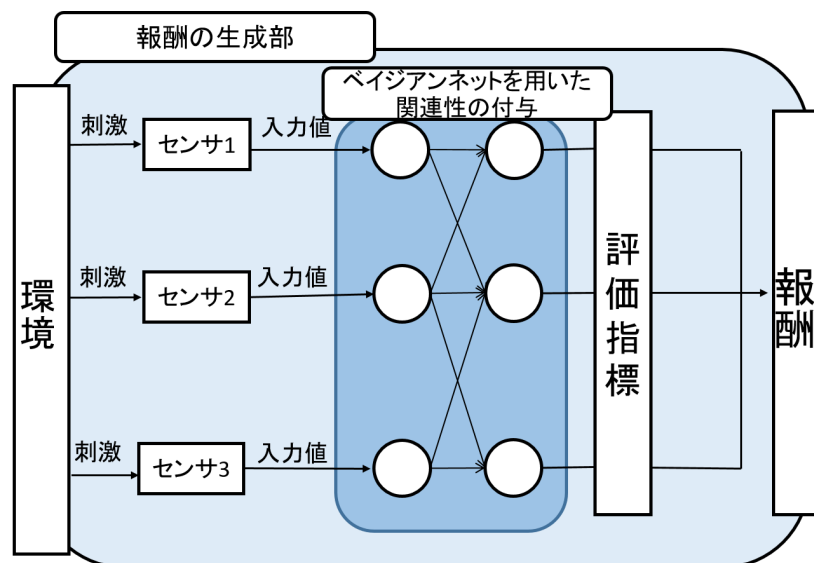 報酬の生成部
ベイジアンネットを用いた
関連性の付与
環境
刺激
センサ1
入力値
刺激
センサ2
入力値
刺激
センサ3
入力値
評価指標
報酬